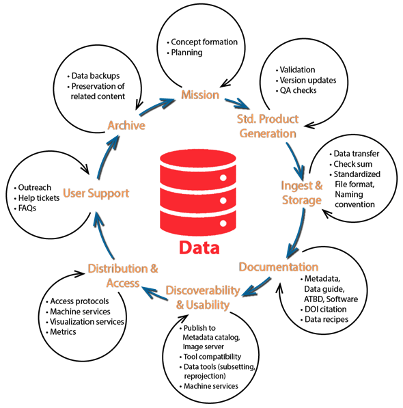 • Concept formation
• Planning
Mission
• Validation
• Version updates
• QA checks
Std. Product
Generation
• Data transfer
• Check sum
• Standardized
File format,
Naming
convention
Ingest &
Storage
• Metadata,
Data guide,
ATBD, Software
• DOI citation
• Data recipes
Documentation
Discoverability
& Usability
• Publish to
Metadata catalog,
Image server
• Tool compatibility
• Data tools (subsetting,
reprojection)
• Machine services
Distribution &
Access
• Access protocols
• Machine services
• Visualization services
• Metrics
User Support
• Outreach
• Help tickets
• FAQs
• Data backups
• Preservation of
related content
Archive
Data